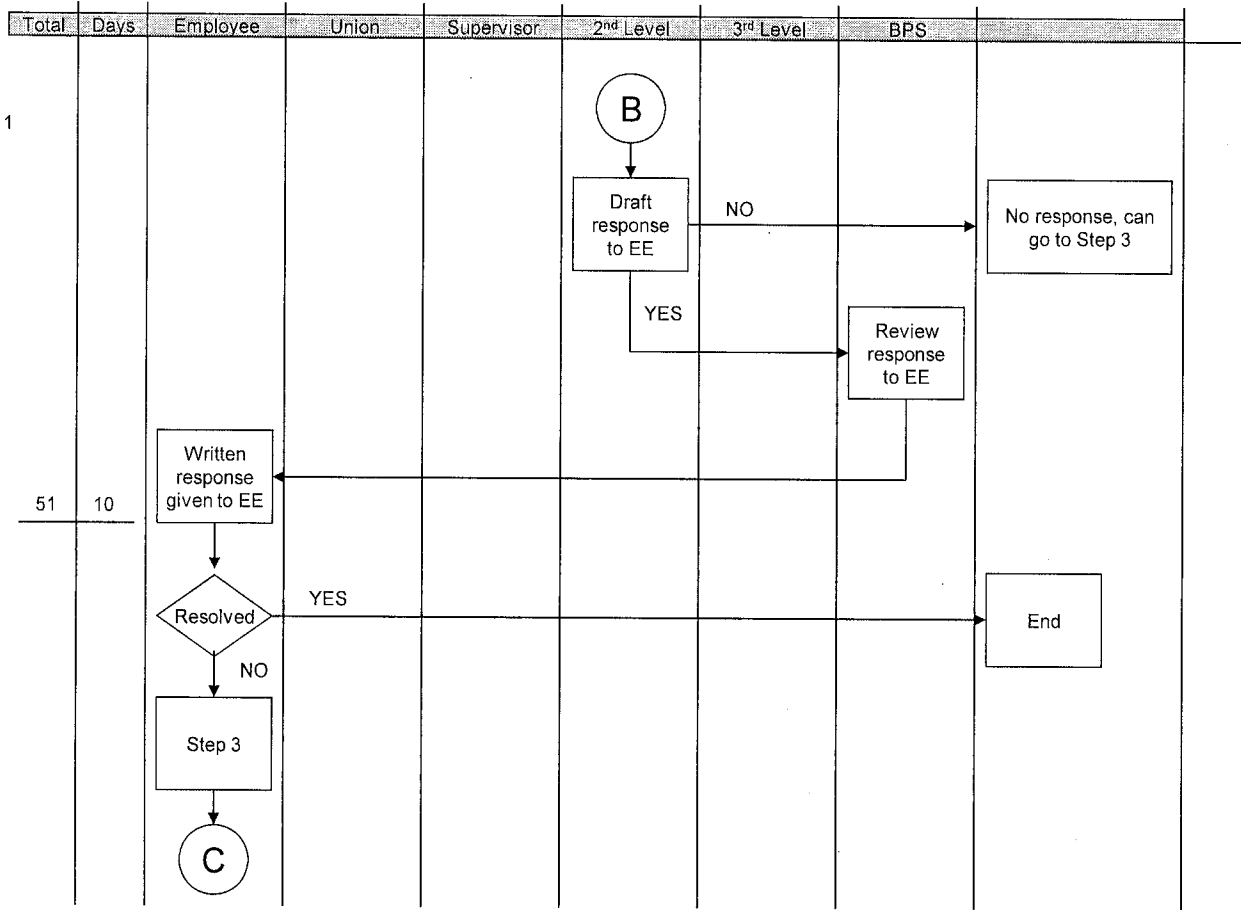 Total Days Employee Union Supervisor 2nd Level 3rd Level BPS
1
B
Draft
response
to EE
NO
No response, can
go to Step 3
YES
Review
response
to EE
Written
response
given to EE
51 10
Resolved
YES
End
NO
Step 3
C